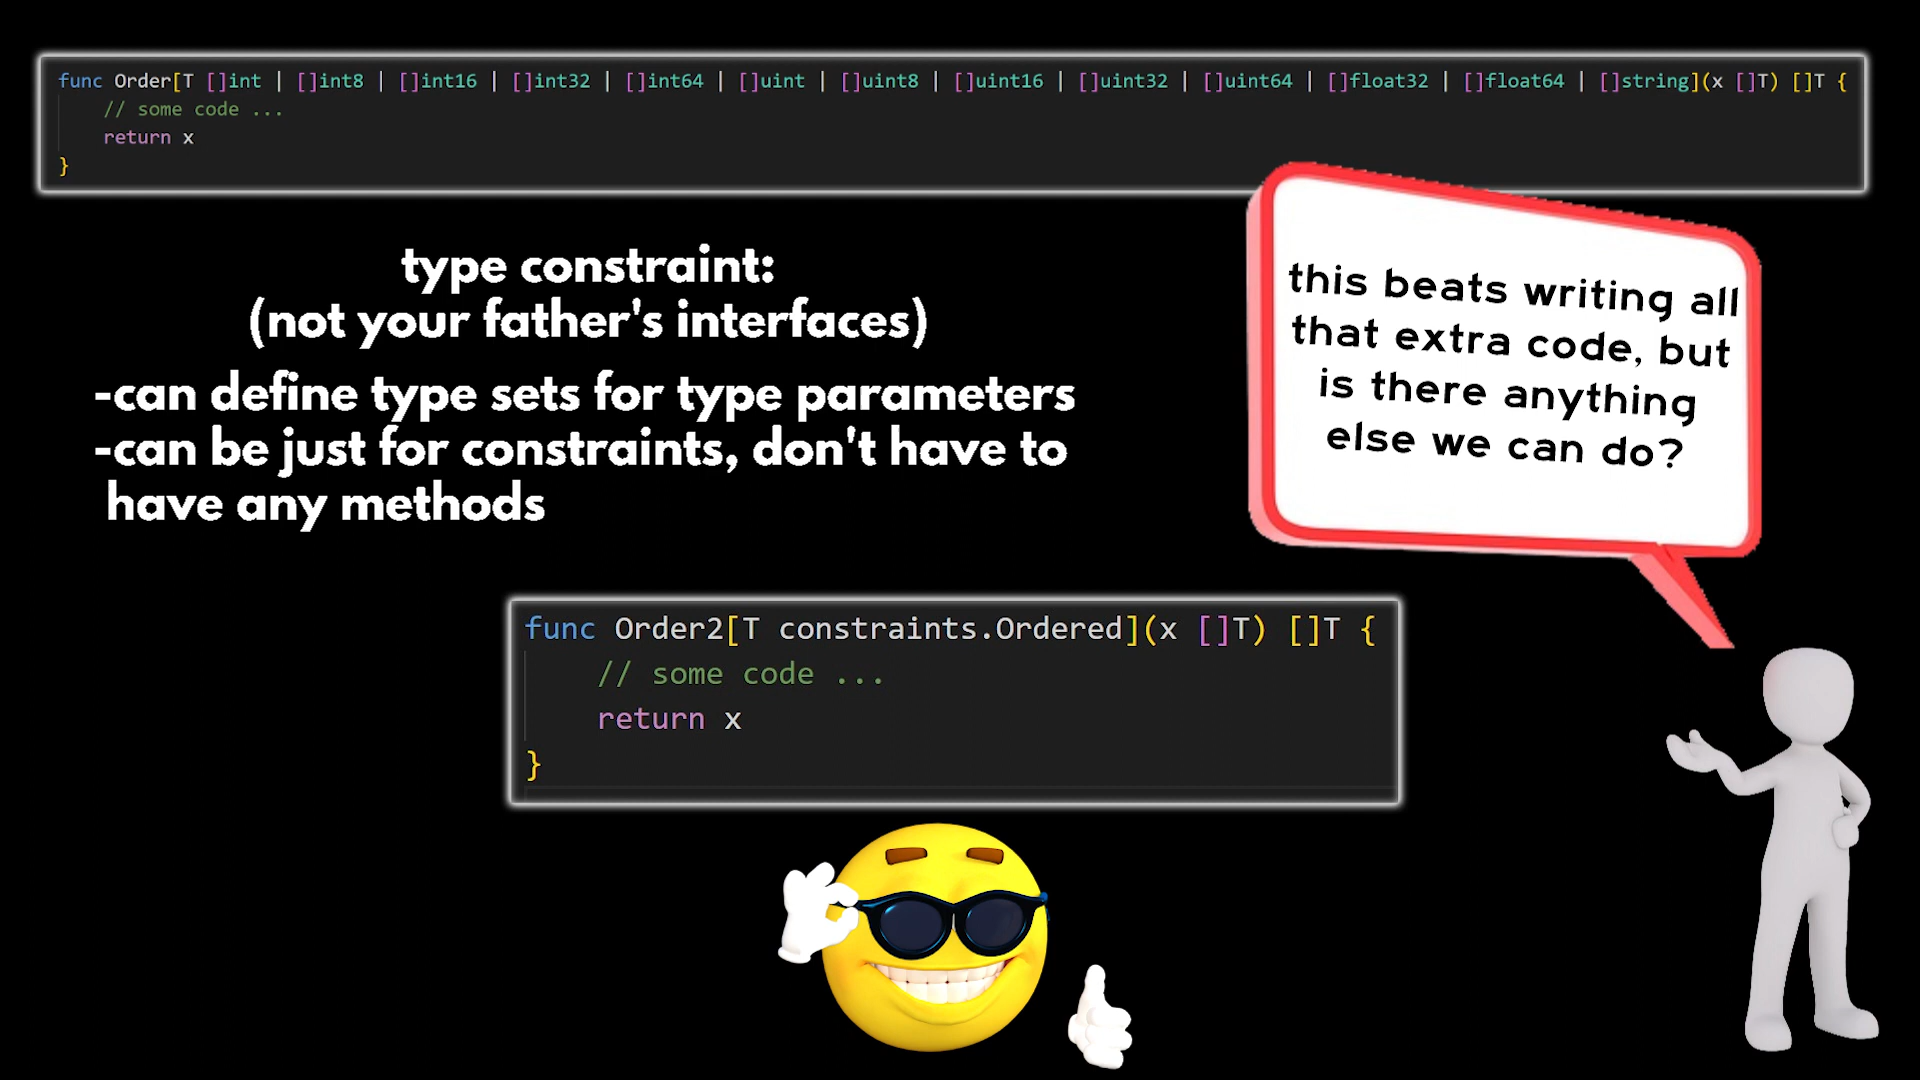 func Order[T []int | []int8 | []int16 | []int32 | []int64 | []uint | []uint8 | []uint16 | []uint32 | []uint64 | []float32 | []float64 | []string](x []T) []T {
// some code ...
return x
}
type constraint:
(not your father's interfaces)
-can define type sets for type parameters
-can be just for constraints, don't have to
have any methods
this beats writing all
that extra code, but
is there anything
else we can do?
func Order2[T constraints.Ordered](x []T) []T {
// some code ...
return x
}